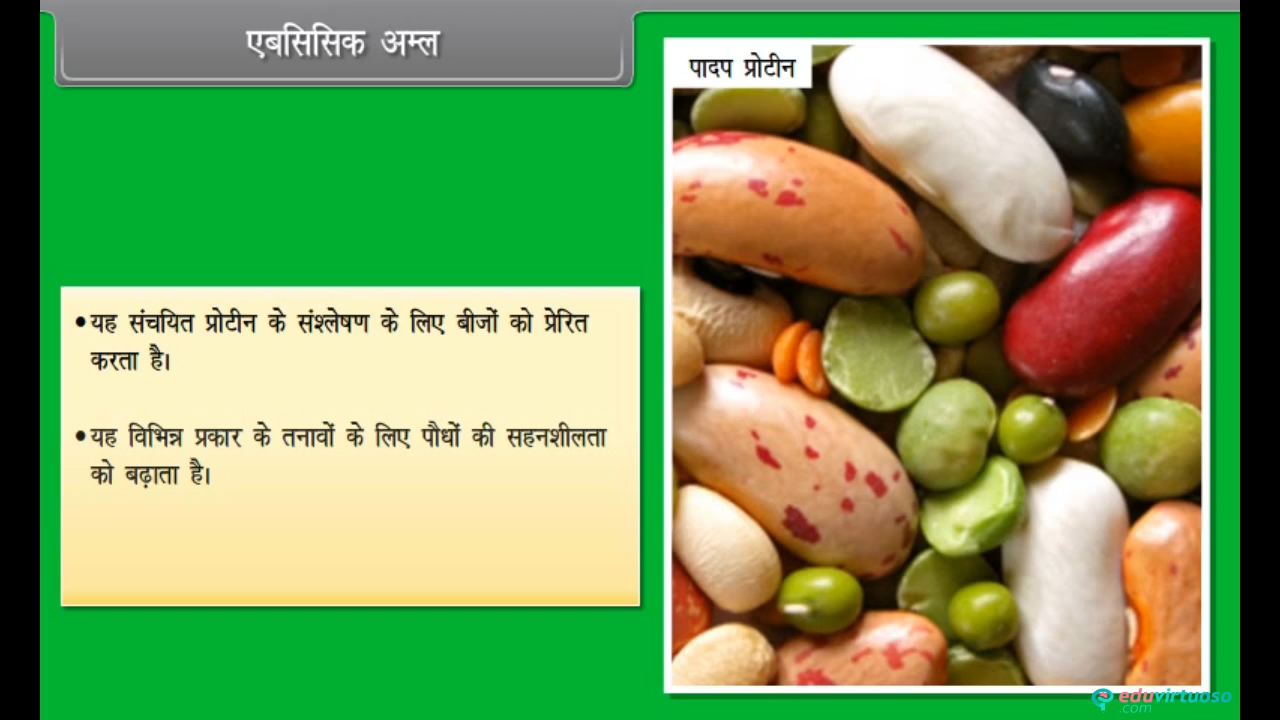 एबसिसिक अम्ल
पादप प्रोटीन
•यह संचयित प्रोटीन के संश्लेषण के लिए बीजों को प्रेरित
करता है।
•यह विभिन्न प्रकार के तनावों के लिए पौधों की सहनशीलता
को बढ़ाता है।
eduvirtuoso
.com